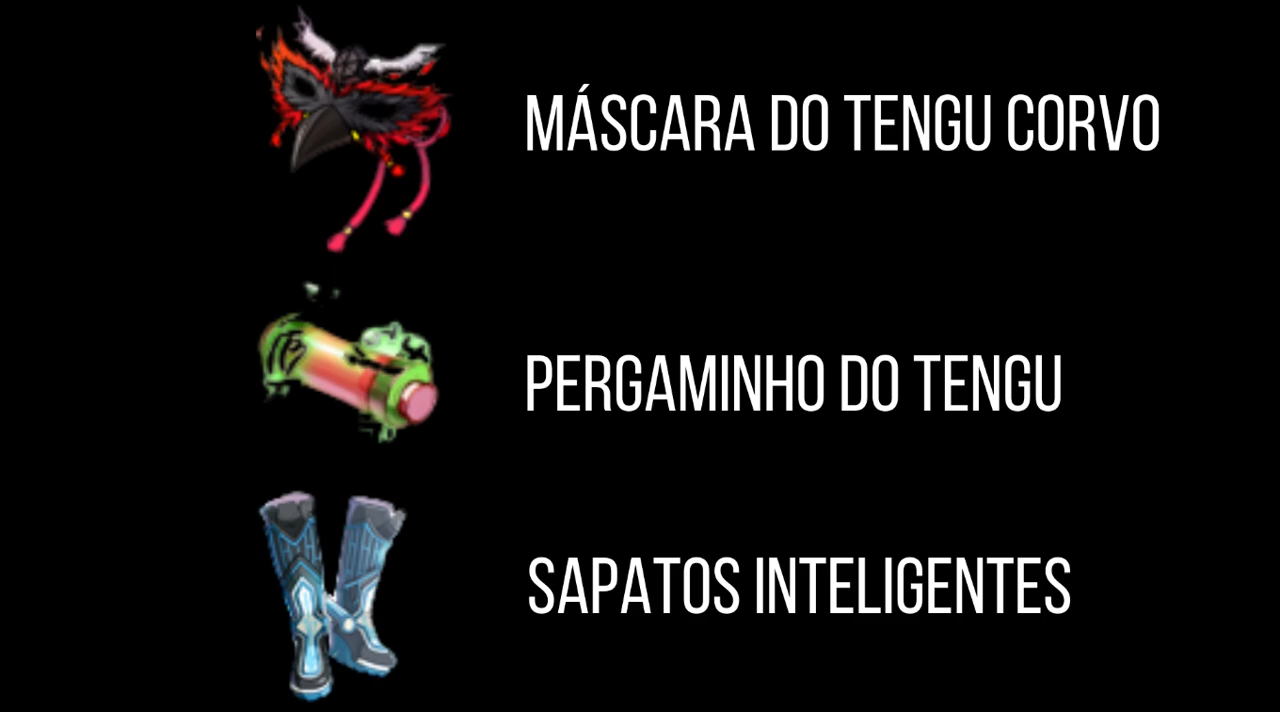 MÁSCARA DO TENGU CORVO
PERGAMINHO DO TENGU
SAPATOS INTELIGENTES